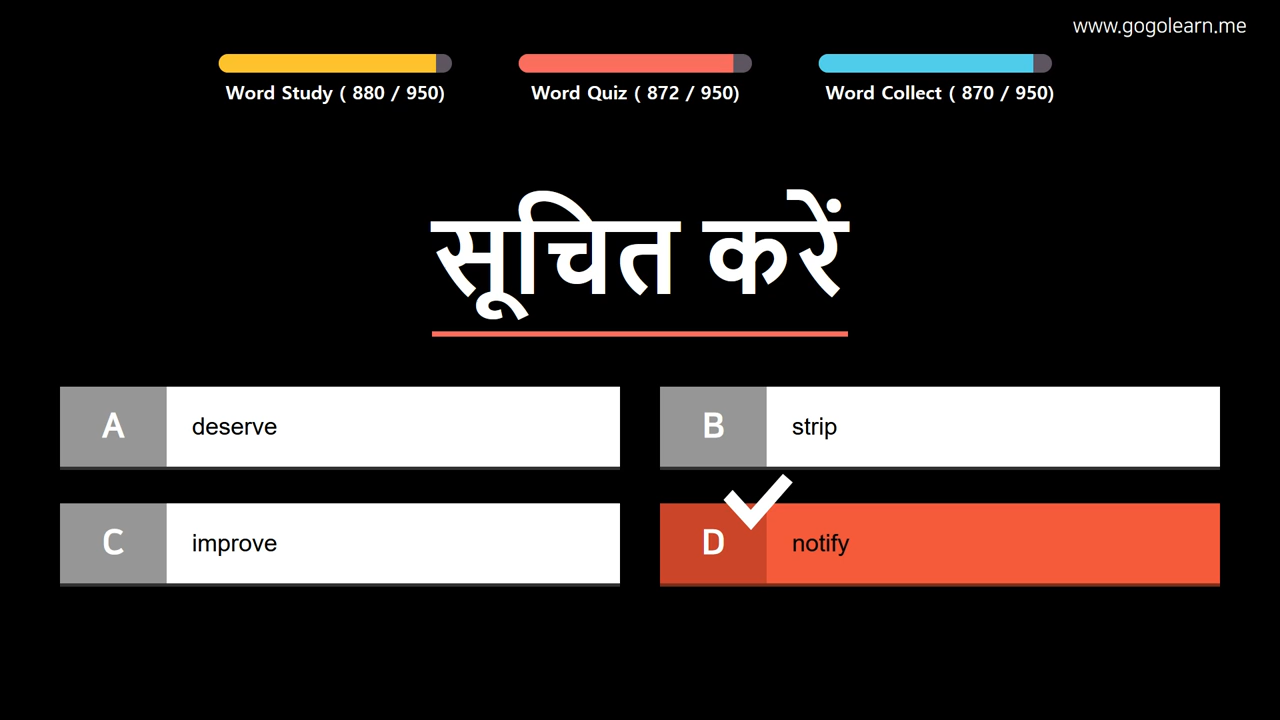 www.gogolearn.me
Word Study ( 880 / 950)
Word Quiz ( 872 / 950)
Word Collect ( 870 / 950)
सूचित करें
A deserve
B strip
C improve
D notify